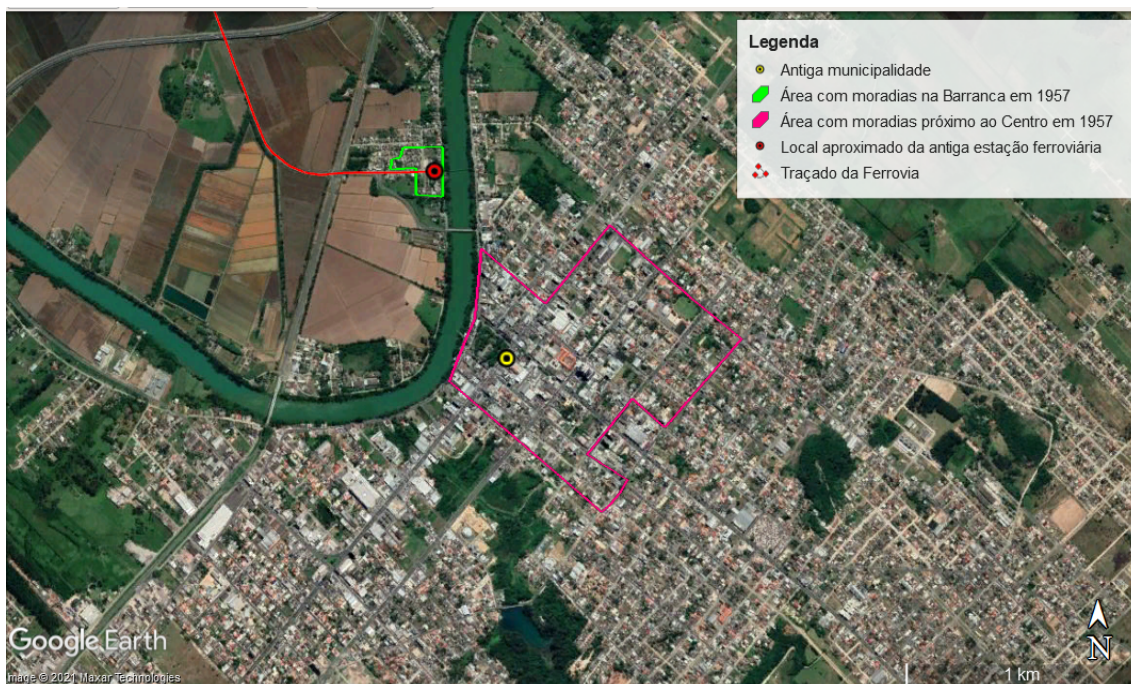 Legenda
Antiga municipalidade
Área com moradias na Barranca em 1957
Área com moradias próximo ao Centro em 1957
Local aproximado da antiga estação ferroviária
Traçado da Ferrovia
N
Google Earth
1 km
Image © 2021 Maxar Technologies